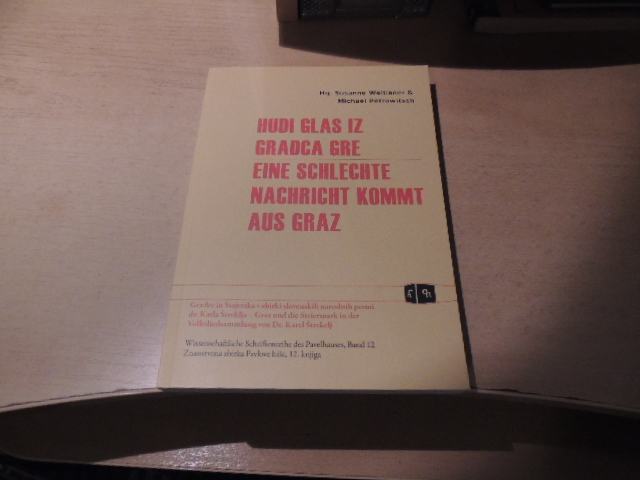 Hg. Susanne Weitlaner &
Michael Petrowitsch
HUDI GLAS IZ
GRADCA GRE
EINE SCHLECHTE
NACHRICHT KOMMT
AUS GRAZ
Gradec in Štajerska v zbirki slovenskih narodnih pesmi
dr. Karla Štreklja - Graz und die Steiermark in der
Volksliedsammlung von Dr. Karel Štrekelj
Wissenschaftliche Schriftenreihe des Pavelhauses, Band 12
Znanstvena zbirka Pavlove hiše, 12. knjiga